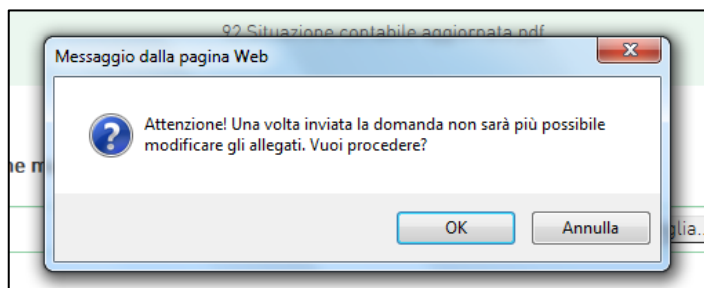 92 Situazione contabile aggiornata.pdf
Messaggio dalla pagina Web
Attenzione! Una volta inviata la domanda non sarà più possibile
modificare gli allegati. Vuoi procedere?
OK Annulla